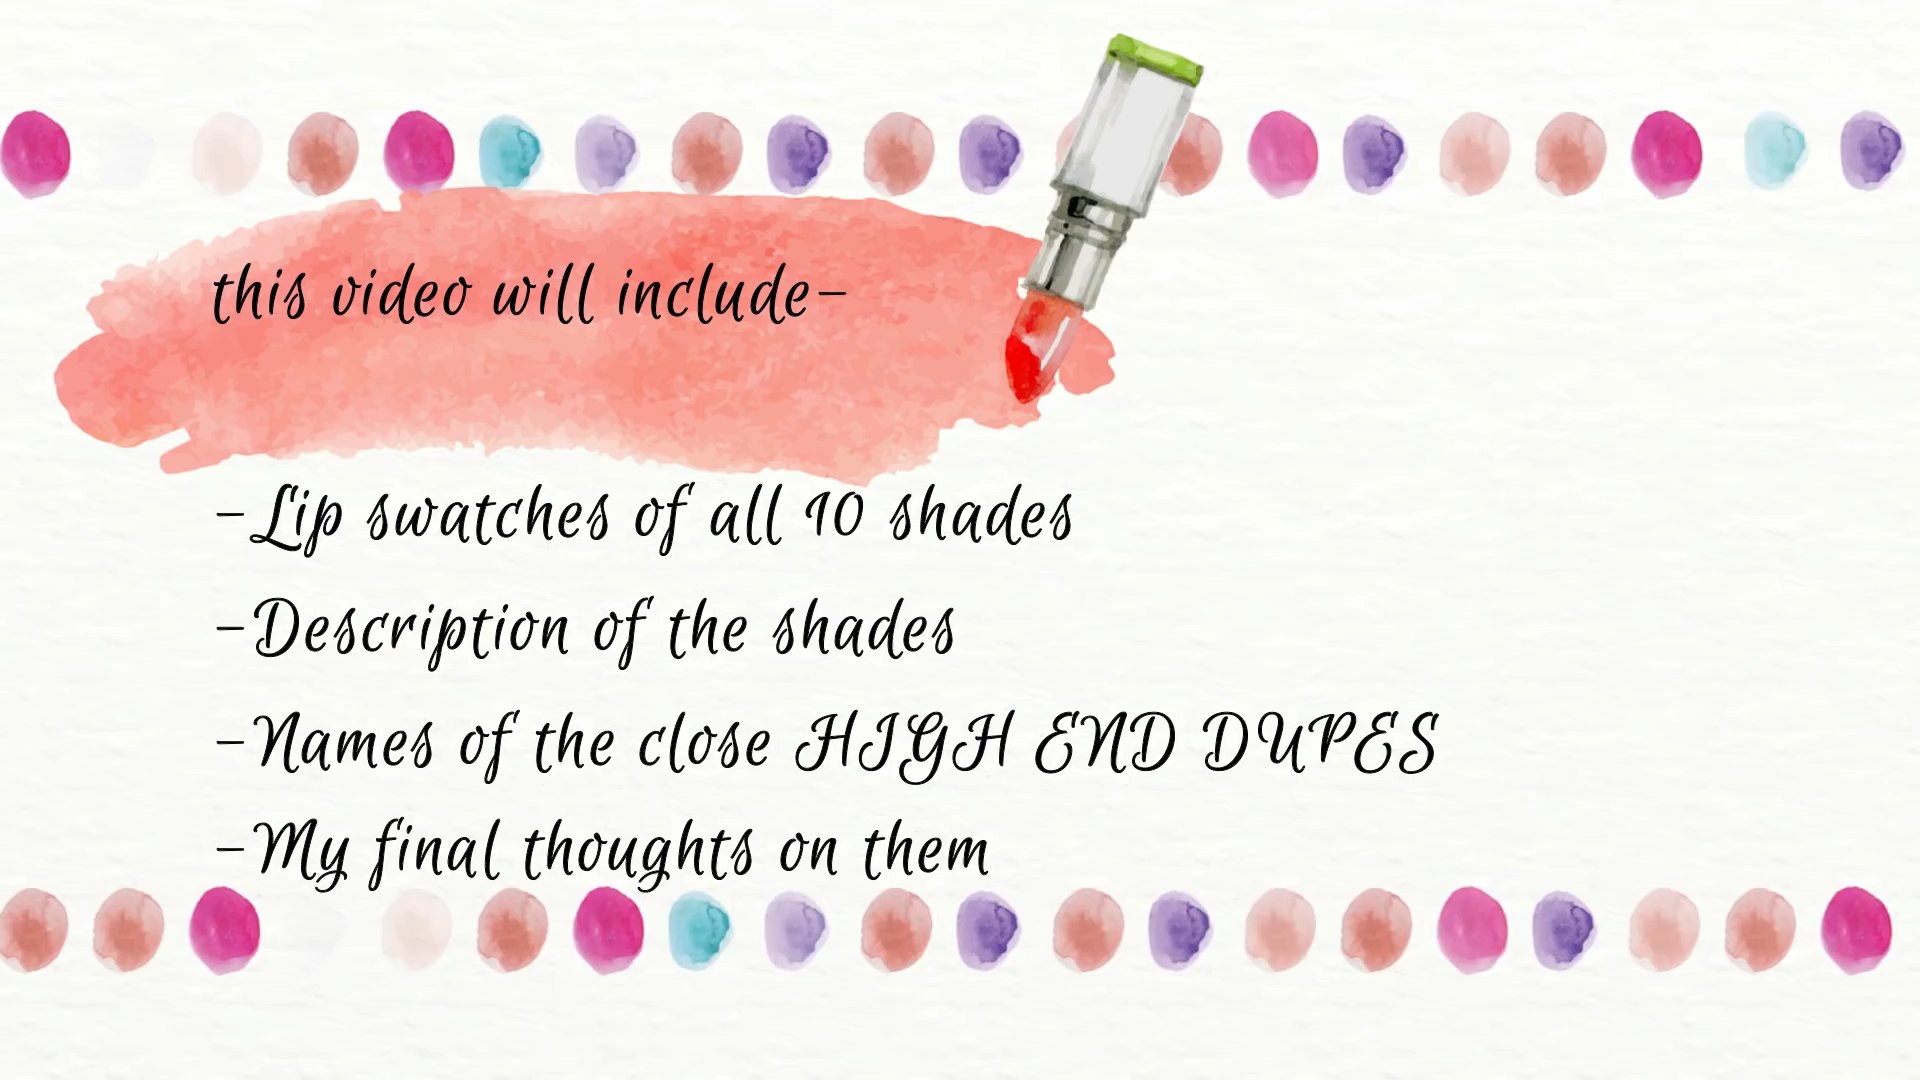 this video will include-
-Lip swatches of all 10 shades
-Description of the shades
-Names of the close HIGH END DUPES
-My final thoughts on them